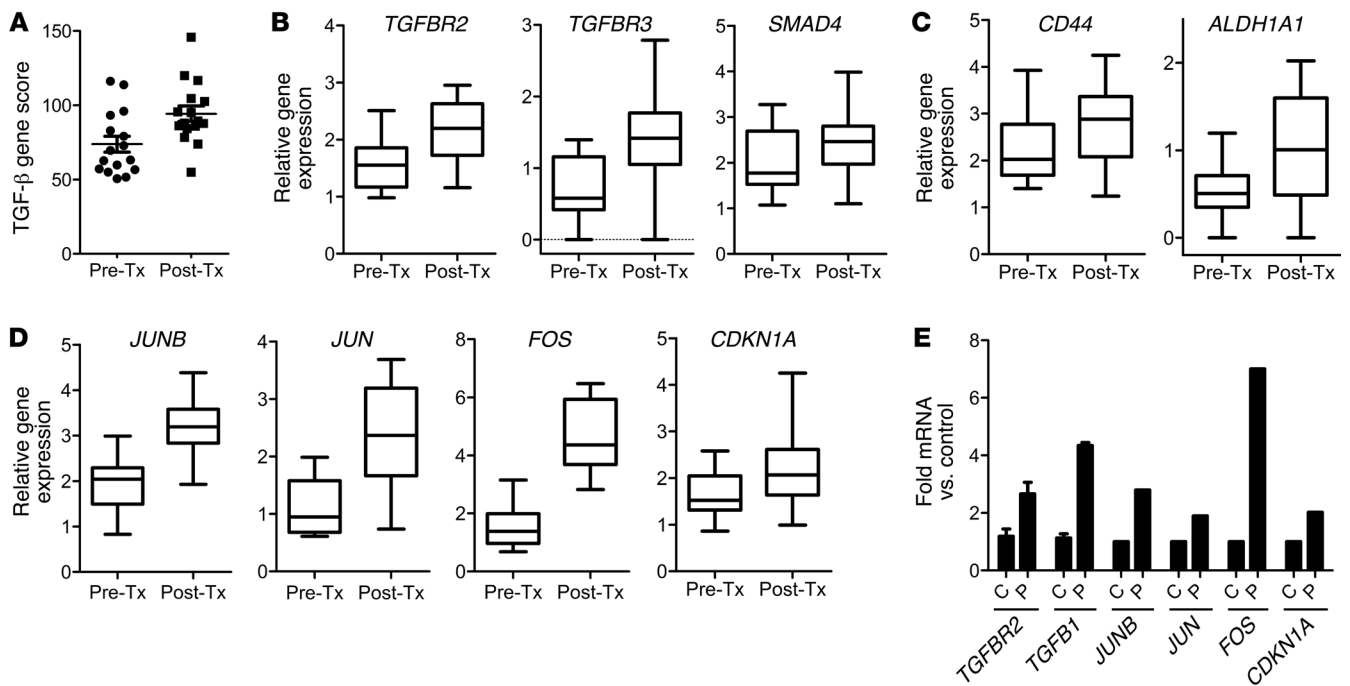 A
TGF-β gene score
150
100
50
0
Pre-Tx Post-Tx
B
TGFBR2
Relative gene
expression
4
3
2
1
0
Pre-Tx Post-Tx
TGFBR3
3
2
1
0
Pre-Tx Post-Tx
SMAD4
5
4
3
2
1
0
Pre-Tx Post-Tx
C
CD44
Relative gene
expression
5
4
3
2
1
0
Pre-Tx Post-Tx
ALDH1A1
2
1
0
Pre-Tx Post-Tx
D
JUNB
Relative gene
expression
5
4
3
2
1
0
Pre-Tx Post-Tx
JUN
4
3
2
1
0
Pre-Tx Post-Tx
FOS
8
6
4
2
0
Pre-Tx Post-Tx
CDKN1A
5
4
3
2
1
0
Pre-Tx Post-Tx
E
Fold mRNA
vs. control
8
6
4
2
0
C P C P C P C P C P C P
TGFBR2 TGFB1 JUNB JUN FOS CDKN1A